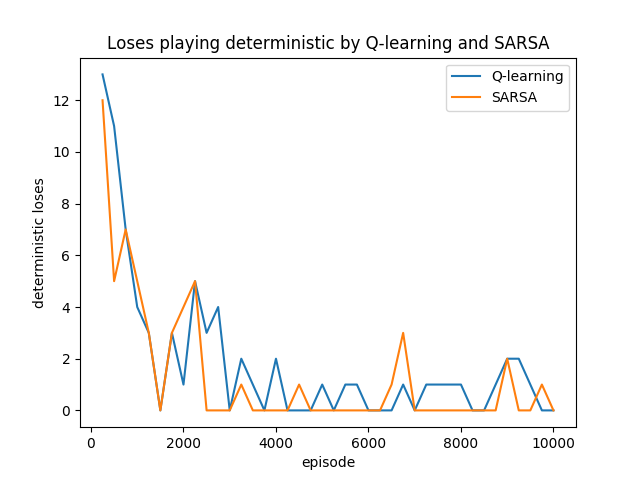 Loses playing deterministic by Q-learning and SARSA
Q-learning
SARSA
deterministic loses
12
10
8
6
4
2
0
0 2000 4000 6000 8000 10000
episode